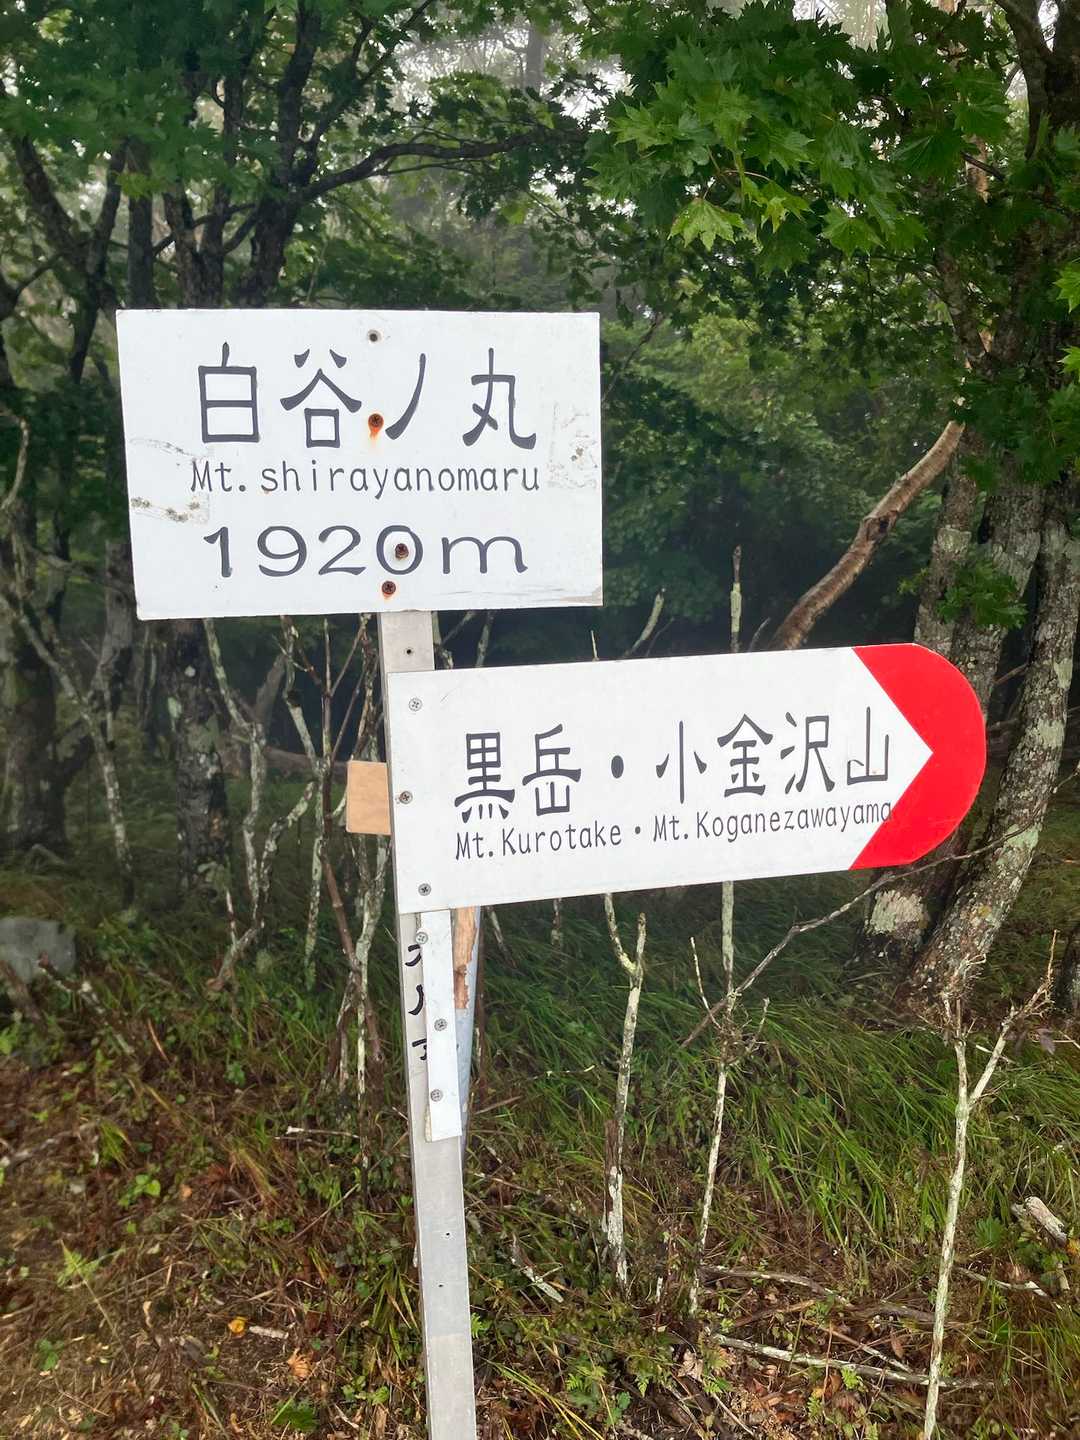 白谷ノ丸
Mt.shirayanomaru
1920m
黒岳・小金沢山
Mt.Kurotake・Mt.Koganezawayama